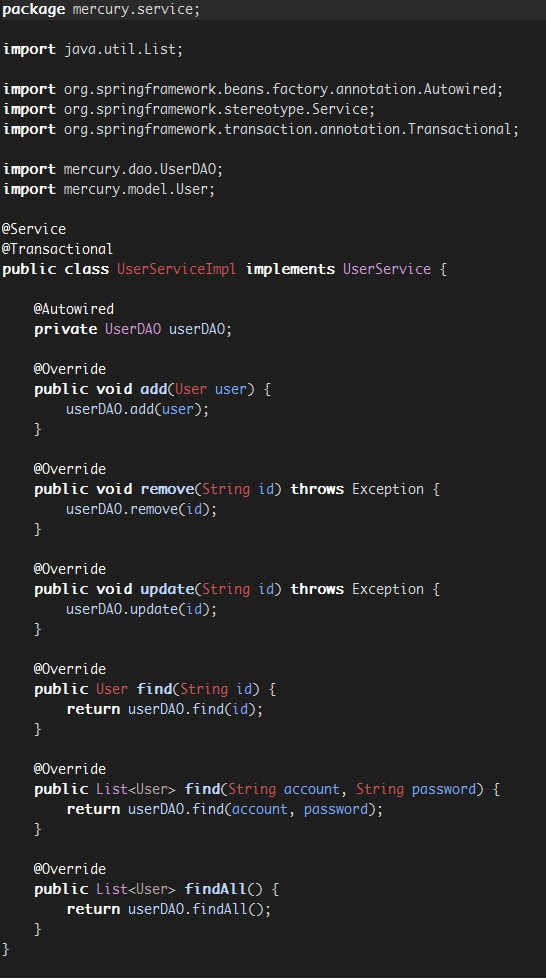 package mercury.service;
import java.util.List;
import org.springframework.beans.factory.annotation.Autowired;
import org.springframework.stereotype.Service;
import org.springframework.transaction.annotation.Transactional;
import mercury.dao.UserDAO;
import mercury.model.User;
@Service
@Transactional
public class UserServiceImpl implements UserService {
@Autowired
private UserDAO userDAO;
@Override
public void add(User user) {
userDAO.add(user);
}
@Override
public void remove(String id) throws Exception {
userDAO.remove(id);
}
@Override
public void update(String id) throws Exception {
userDAO.update(id);
}
@Override
public User find(String id) {
return userDAO.find(id);
}
@Override
public List<User> find(String account, String password) {
return userDAO.find(account, password);
}
@Override
public List<User> findAll() {
return userDAO.findAll();
}
}